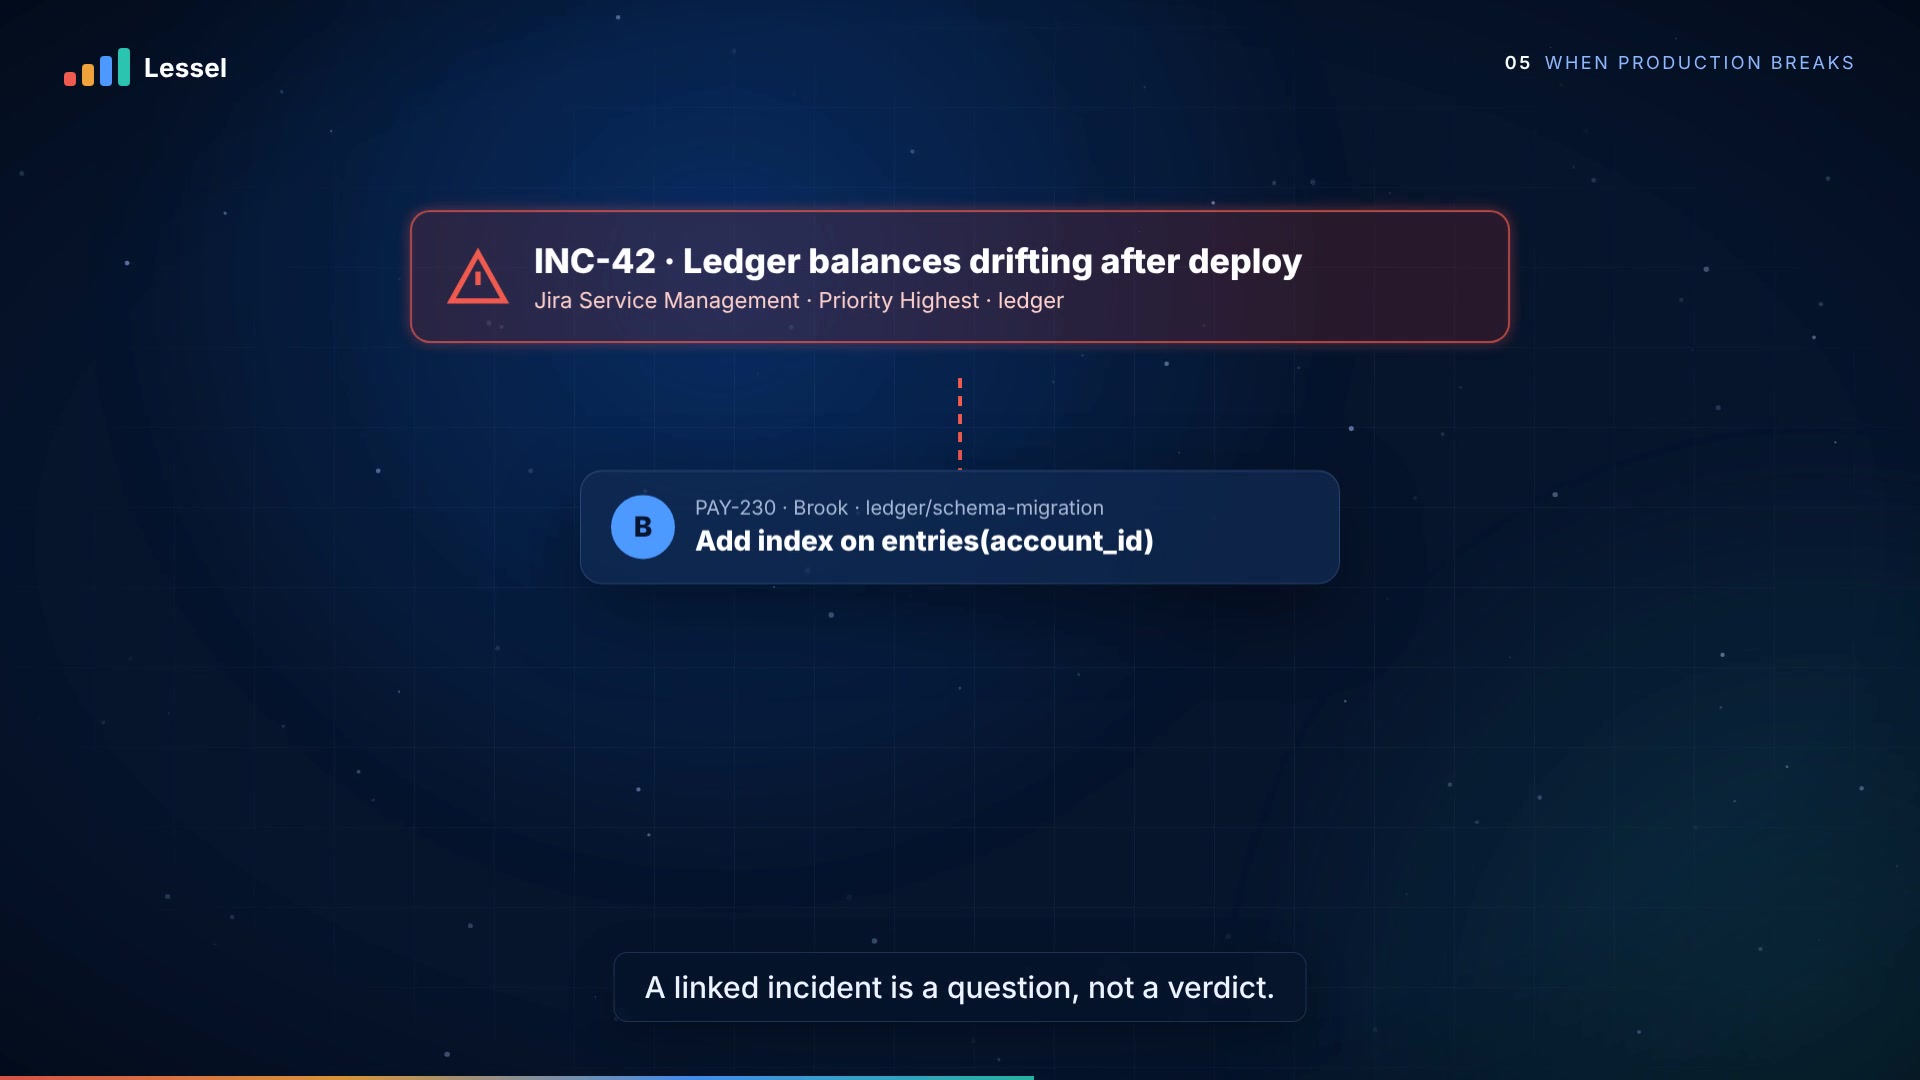 Lessel
05 WHEN PRODUCTION BREAKS
INC-42 · Ledger balances drifting after deploy
Jira Service Management · Priority Highest · ledger
B
PAY-230 · Brook · ledger/schema-migration
Add index on entries(account_id)
A linked incident is a question, not a verdict.